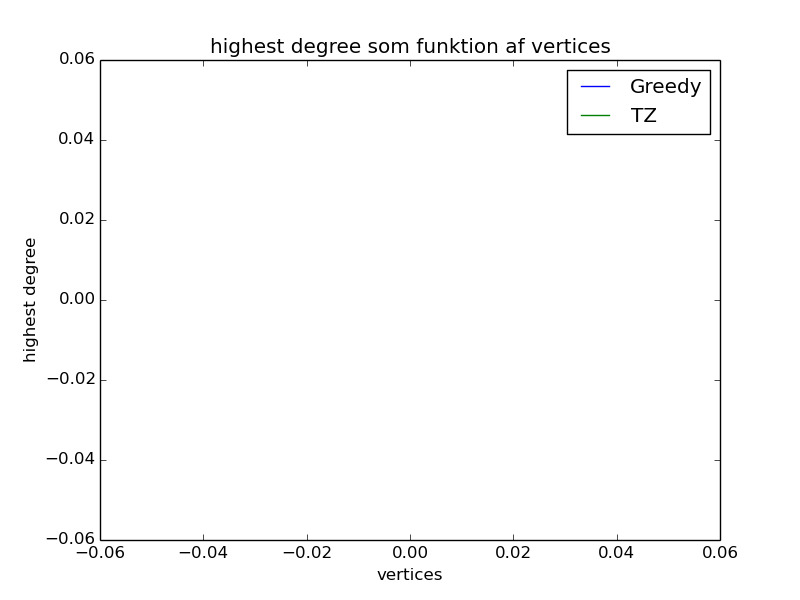 highest degree som funktion af vertices
Greedy
TZ
0.06
0.04
0.02
0.00
−0.02
−0.04
−0.06
highest degree
−0.06 −0.04 −0.02 0.00 0.02 0.04 0.06
vertices